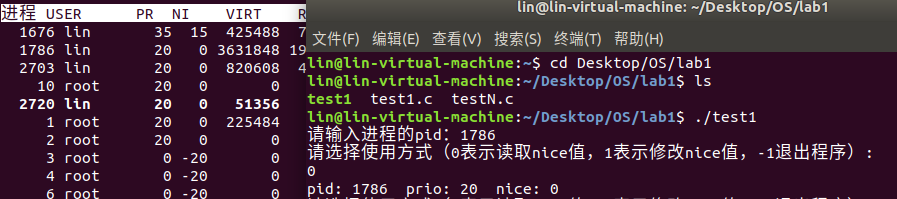 进程 USER PR NI VIRT
1676 lin 35 15 425488 7
1786 lin 20 0 3631848 19
2703 lin 20 0 820608 4
10 root 20 0 0
2720 lin 20 0 51356
1 root 20 0 225484
2 root 20 0 0
3 root 0 -20 0
4 root 0 -20 0
6 root 0 -20 0
lin@lin-virtual-machine: ~/Desktop/OS/lab1
文件(F) 编辑(E) 查看(V) 搜索(S) 终端(T) 帮助(H)
lin@lin-virtual-machine:~$ cd Desktop/OS/lab1
lin@lin-virtual-machine:~/Desktop/OS/lab1$ ls
test1 test1.c testN.c
lin@lin-virtual-machine:~/Desktop/OS/lab1$ ./test1
请输入进程的pid: 1786
请选择使用方式（0表示读取nice值，1表示修改nice值，-1退出程序）:
0
pid: 1786 prio: 20 nice: 0